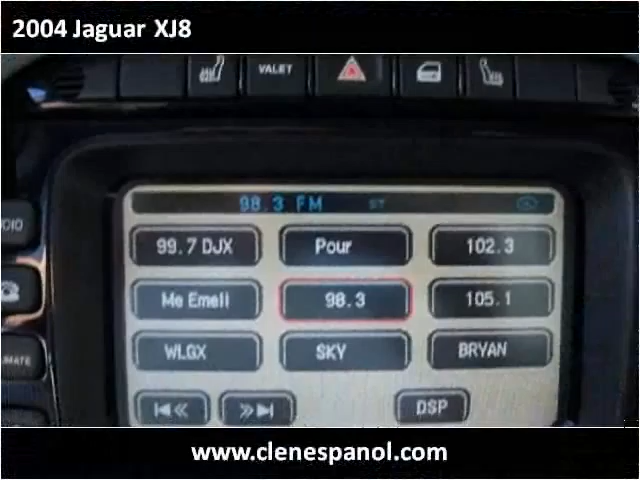 2004 Jaguar XJ8
VALET
98.3 FM ST
99.7 DJX Pour 102.3
Me Emeli 98.3 105.1
WLGX SKY BRYAN
DSP
www.clenespanol.com